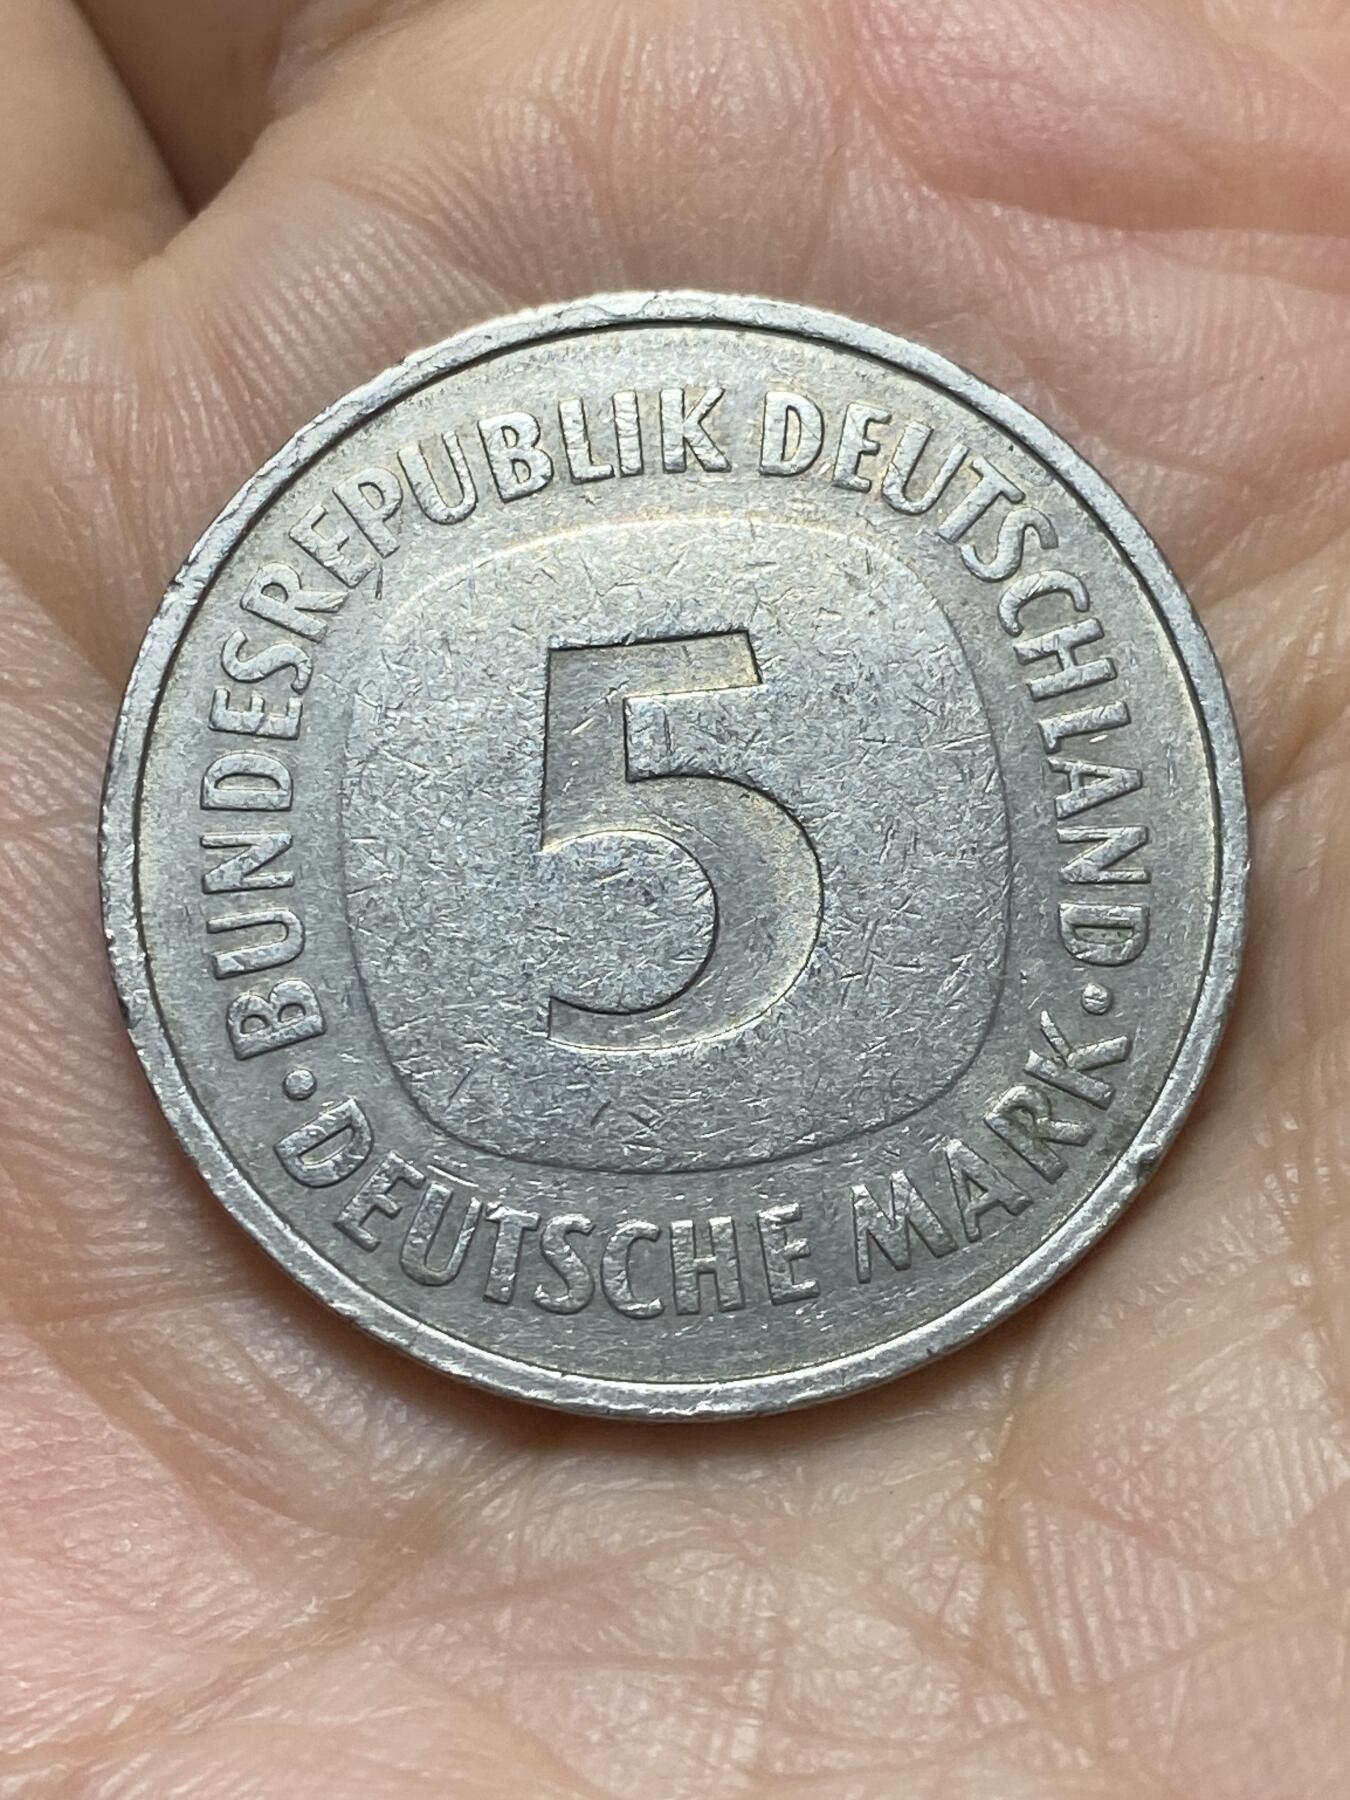 BUNDESREPUBLIK DEUTSCHLAND
5
· DEUTSCHE MARK ·